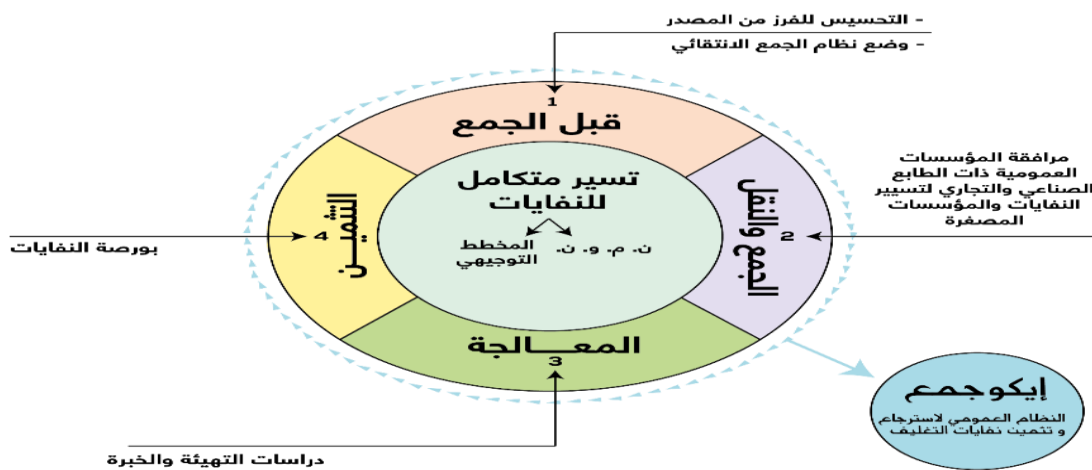 - التحسيس للفرز من المصدر
- وضع نظام الجمع الانتقائي
1
قبل الجمع
مرافقة المؤسسات
العمومية ذات الطابع
الصناعي والتجاري لتسيير
النفايات والمؤسسات
المصغرة
2
الجمع والنقل
تسير متكامل
للنفايات
ن. م. و. ن.
المخطط
التوجيهي
التثميـن
4
بورصة النفايات
المعـــالجة
3
دراسات التهيئة والخبرة
إيكوجمع
النظام العمومي لاسترجاع
و تثمين نفايات التغليف